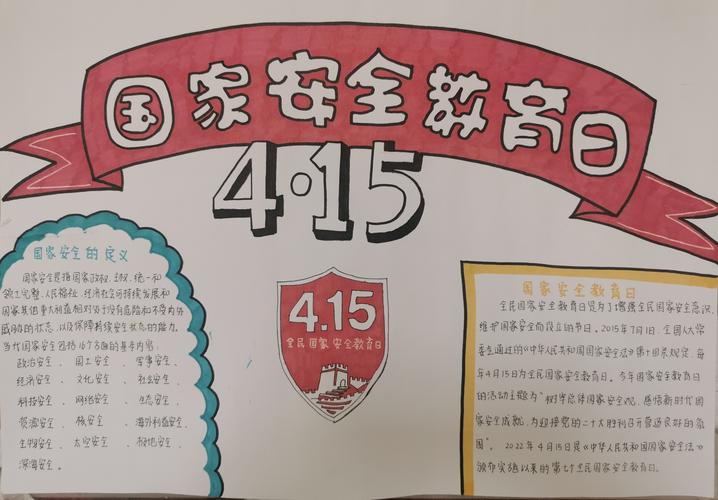 国家安全教育日
4·15
国家安全的定义
国家安全是指国家政权、主权、统一和
领土完整、人民福祉、经济社会可持续发展和
国家其他重大利益相对处于没有危险和不受内外
威胁的状态,以及保障持续安全状态的能力。
当代国家安全包括16个方面的基本内容:
政治安全、国土安全、军事安全、
经济安全、文化安全、社会安全、
科技安全、网络安全、生态安全、
资源安全、核安全、海外利益安全、
生物安全、太空安全、极地安全、
深海安全。
4.15
全民国家安全教育日
国家安全教育日
全民国家安全教育日是为了增强全民国家安全意识,
维护国家安全而设立的节日。2015年7月1日,全国人大常
委会通过的《中华人民共和国国家安全法》第十四条规定,每
年4月15日为全民国家安全教育日。今年国家安全教育日
的活动主题为“树牢总体国家安全观,感悟新时代国
家安全成就,为迎接党的二十大胜利召开营造良好的氛
围”。2022年4月15日是《中华人民共和国国家安全法》
颁布实施以来的第七个全民国家安全教育日。